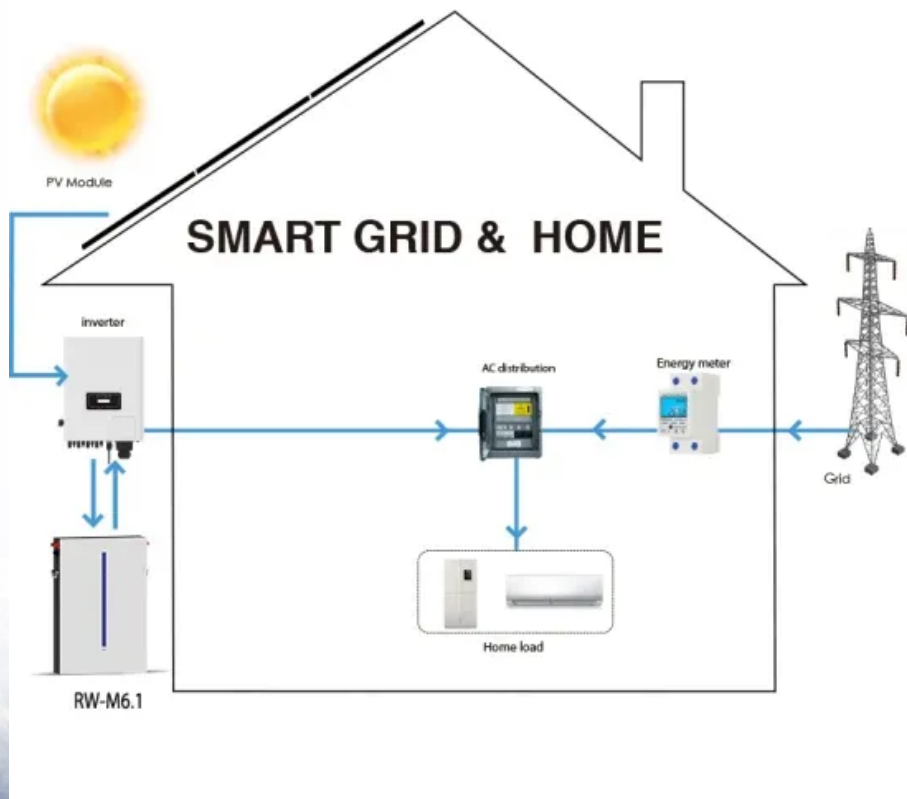 PV Module
SMART GRID & HOME
inverter
AC distribution
Energy meter
Grid
Home load
RW-M6.1